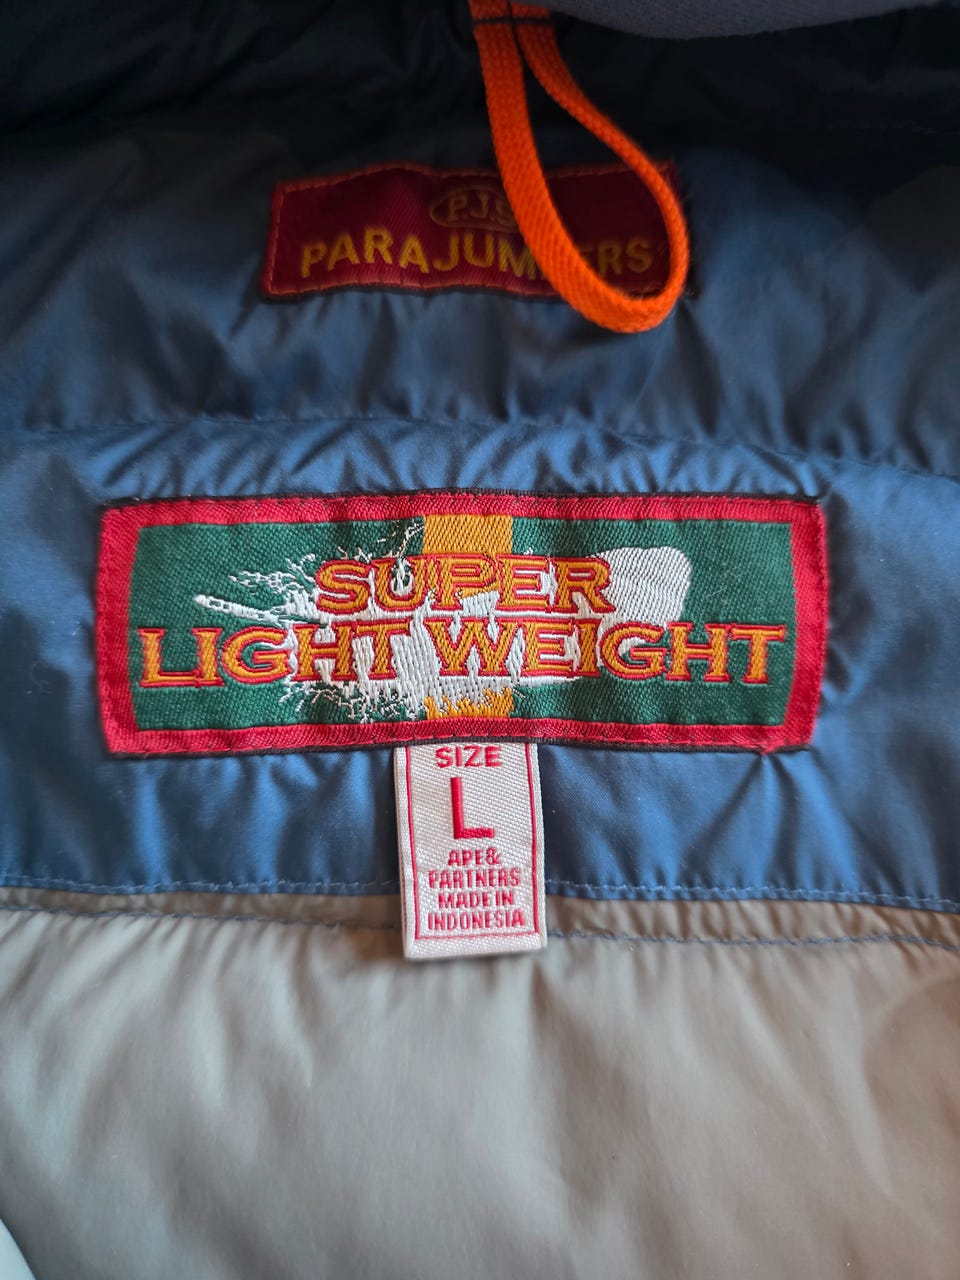 P.J.S
PARAJUMPERS
SUPER
LIGHT WEIGHT
SIZE
L
APE&
PARTNERS
MADE IN
INDONESIA